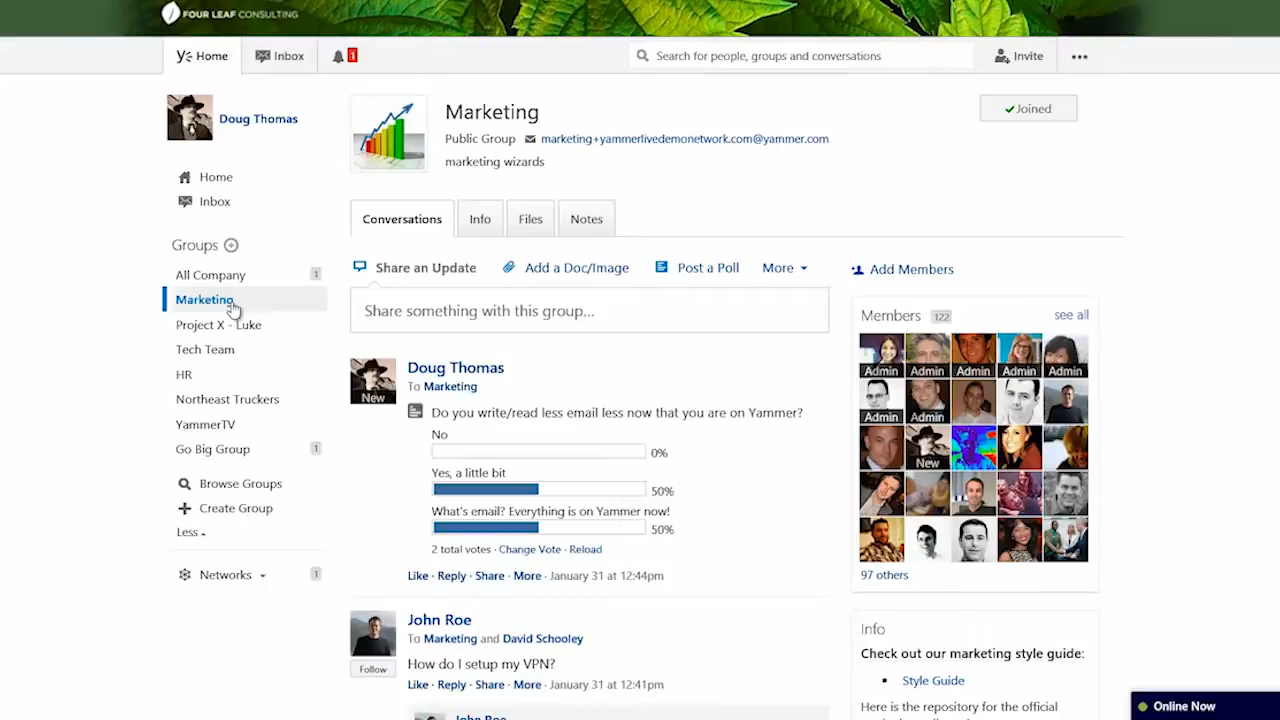 FOUR LEAF CONSULTING
Home
Inbox
1
Search for people, groups and conversations
Invite
Doug Thomas
Home
Inbox
Groups
All Company 1
Marketing
Project X - Luke
Tech Team
HR
Northeast Truckers
YammerTV
Go Big Group 1
Browse Groups
Create Group
Less
Networks 1
Marketing
Public Group marketing+yammerlivedemonetwork.com@yammer.com
marketing wizards
Joined
Conversations
Info
Files
Notes
Share an Update
Add a Doc/Image
Post a Poll
More
Share something with this group...
New
Doug Thomas
To Marketing
Do you write/read less email less now that you are on Yammer?
No
0%
Yes, a little bit
50%
What's email? Everything is on Yammer now!
50%
2 total votes · Change Vote · Reload
Like · Reply · Share · More · January 31 at 12:44pm
John Roe
To Marketing and David Schooley
How do I setup my VPN?
Follow
Like · Reply · Share · More · January 31 at 12:41pm
John Roe
Add Members
Members 122 see all
Admin Admin Admin Admin Admin
Admin Admin
New
97 others
Info
Check out our marketing style guide:
Style Guide
Here is the repository for the official
Online Now